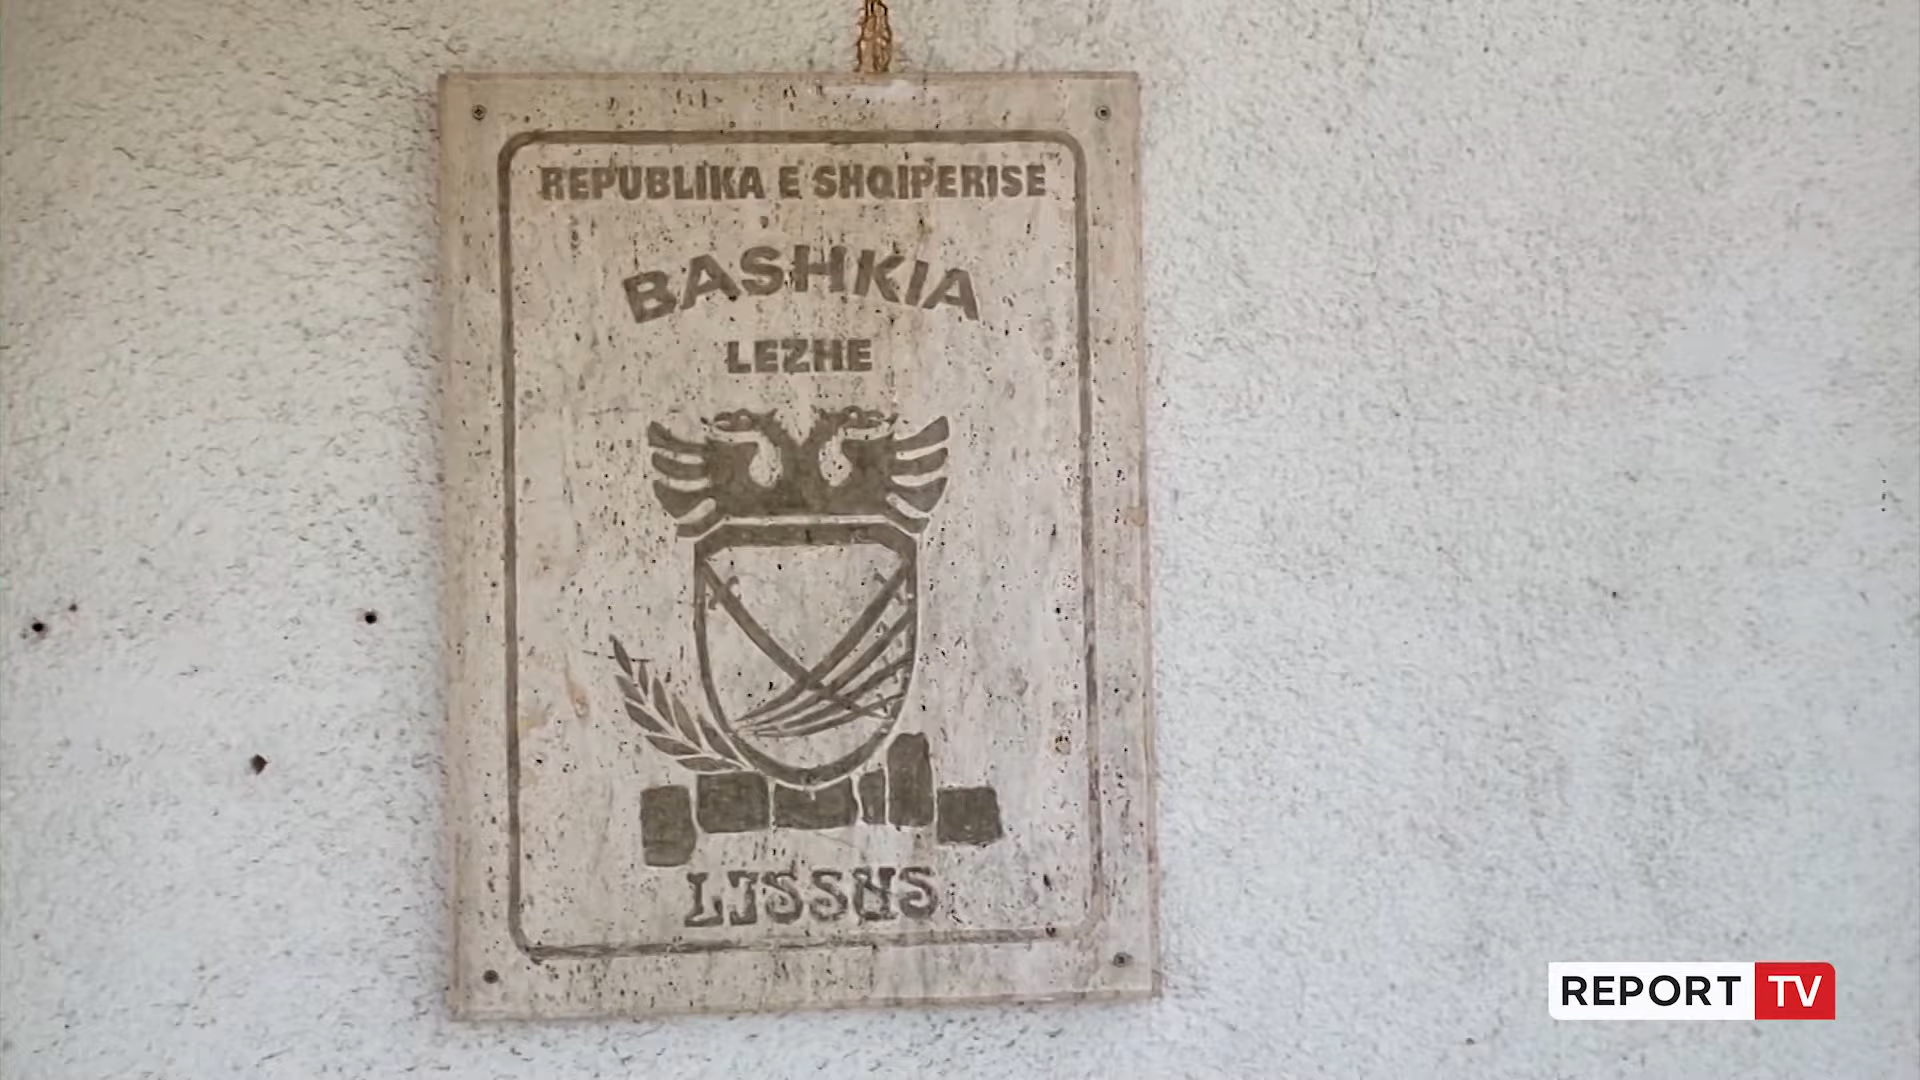 REPUBLIKA E SHQIPERISE
BASHKIA
LEZHE
LISSUS
REPORT TV